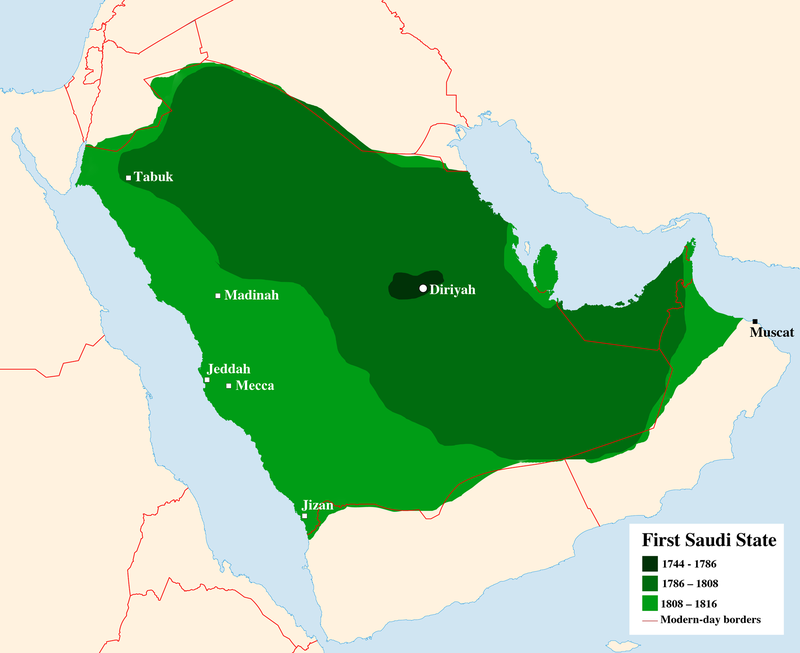 Tabuk
Madinah
Diriyah
Muscat
Jeddah
Mecca
Jizan
First Saudi State
1744 - 1786
1786 – 1808
1808 – 1816
Modern-day borders